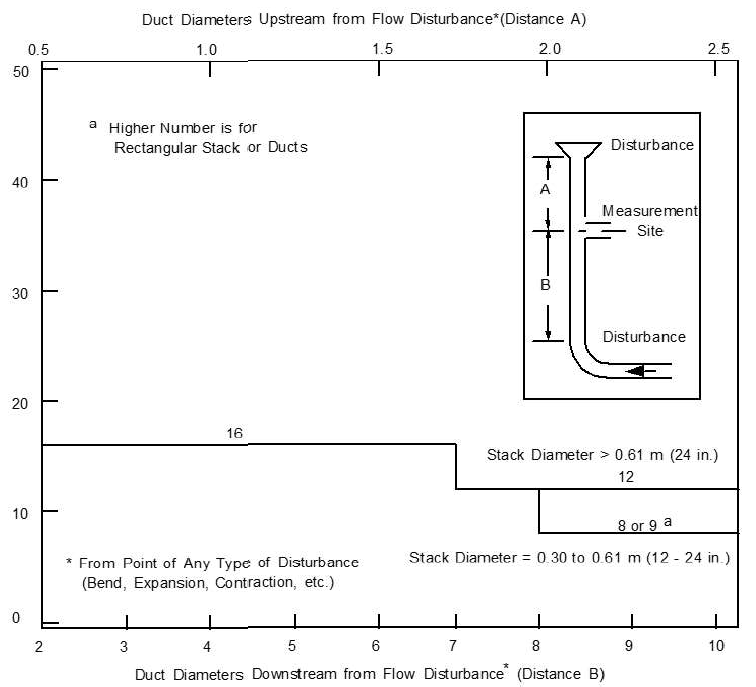 Duct Diameters Upstream from Flow Disturbance*(Distance A)
0.5 1.0 1.5 2.0 2.5
50
a Higher Number is for
Rectangular Stack or Ducts
Disturbance
40
A
Measurement
Site
30
B
Disturbance
20
16
Stack Diameter > 0.61 m (24 in.)
12
10
8 or 9 a
* From Point of Any Type of Disturbance
(Bend, Expansion, Contraction, etc.)
Stack Diameter = 0.30 to 0.61 m (12 - 24 in.)
0
2 3 4 5 6 7 8 9 10
Duct Diameters Downstream from Flow Disturbance* (Distance B)